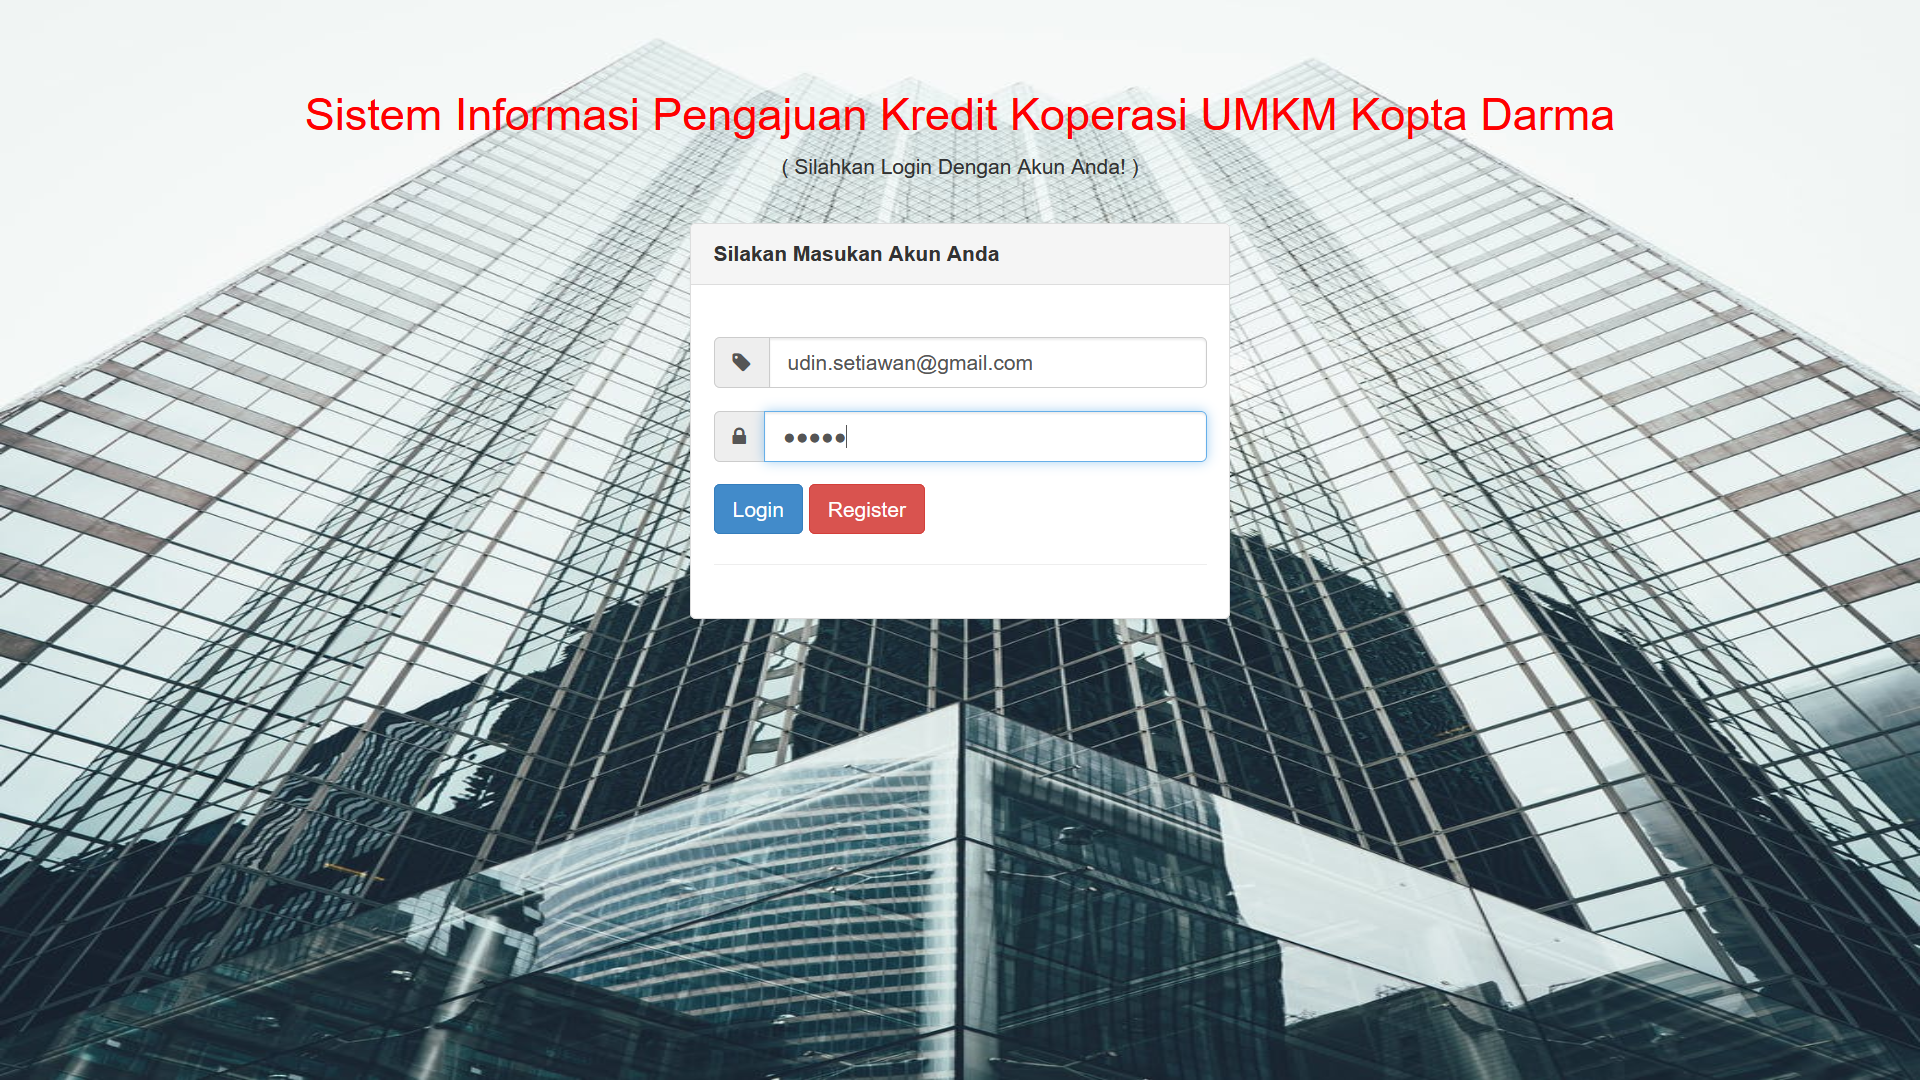 Sistem Informasi Pengajuan Kredit Koperasi UMKM Kopta Darma
( Silahkan Login Dengan Akun Anda! )
Silakan Masukan Akun Anda
udin.setiawan@gmail.com
•••••
Login Register